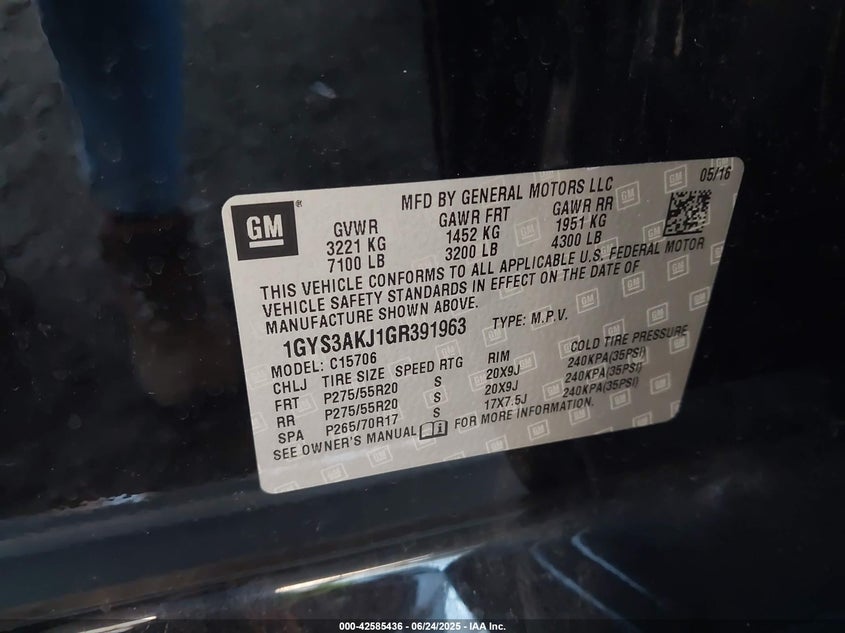 05/16
MFD BY GENERAL MOTORS LLC
GM®
GVWR GAWR FRT GAWR RR
3221 KG 1452 KG 1951 KG
7100 LB 3200 LB 4300 LB
THIS VEHICLE CONFORMS TO ALL APPLICABLE U.S. FEDERAL MOTOR
VEHICLE SAFETY STANDARDS IN EFFECT ON THE DATE OF
MANUFACTURE SHOWN ABOVE.
1GYS3AKJ1GR391963 TYPE: M.P.V.
MODEL: C15706
CHLJ TIRE SIZE SPEED RTG RIM COLD TIRE PRESSURE
FRT P275/55R20 S 20X9J 240KPA(35PSI)
RR P275/55R20 S 20X9J 240KPA(35PSI)
SPA P265/70R17 S 17X7.5J 240KPA(35PSI)
SEE OWNER'S MANUAL FOR MORE INFORMATION.
000-42585436 - 06/24/2025 - IAA Inc.